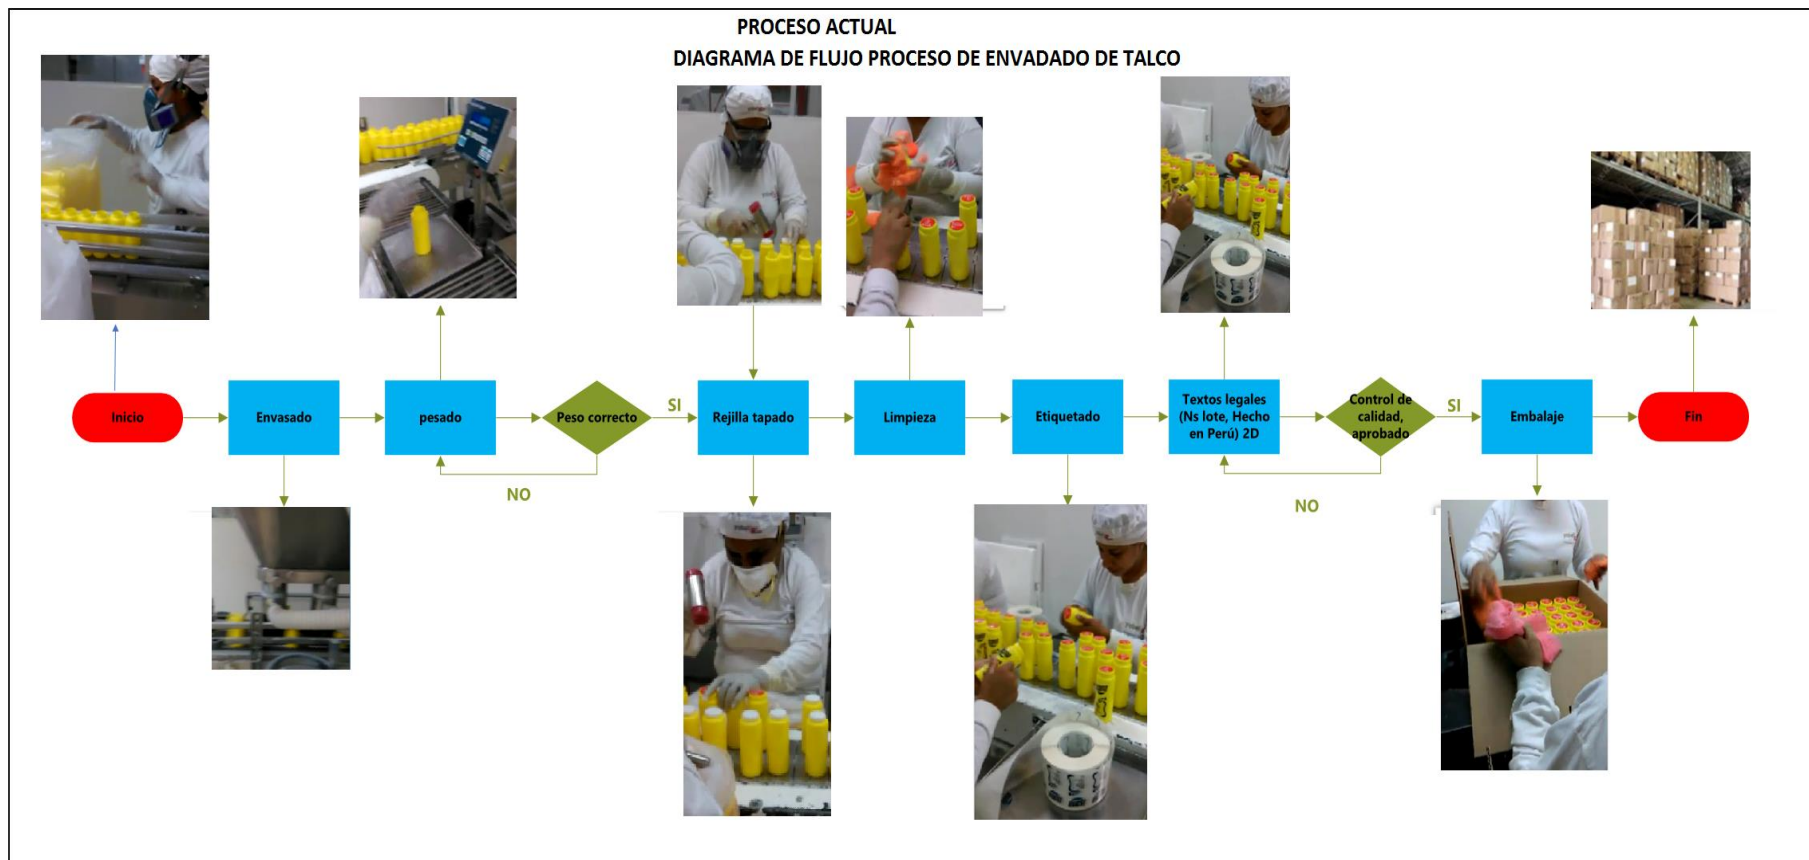 PROCESO ACTUAL
DIAGRAMA DE FLUJO PROCESO DE ENVADADO DE TALCO
Inicio
Envasado
pesado
Peso correcto
SI
NO
Rejilla tapado
Limpieza
Etiquetado
Textos legales
(Ns lote, Hecho
en Perú) 2D
Control de
calidad,
aprobado
SI
NO
Embalaje
Fin